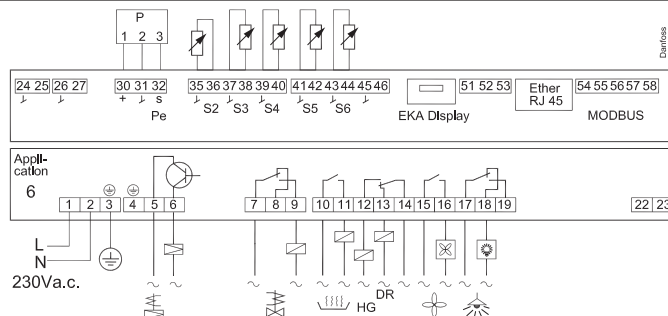 P
1 2 3
Danfoss
24 25 26 27 30 31 32 35 36 37 38 39 40 41 42 43 44 45 46 51 52 53 54 55 56 57 58
+ s
Pe
S2 S3 S4 S5 S6
EKA Display
Ether
RJ 45
MODBUS
Appli-
cation
6
1 2 3 4 5 6 7 8 9 10 11 12 13 14 15 16 17 18 19 22 23
L
N
230Va.c.
HG
DR